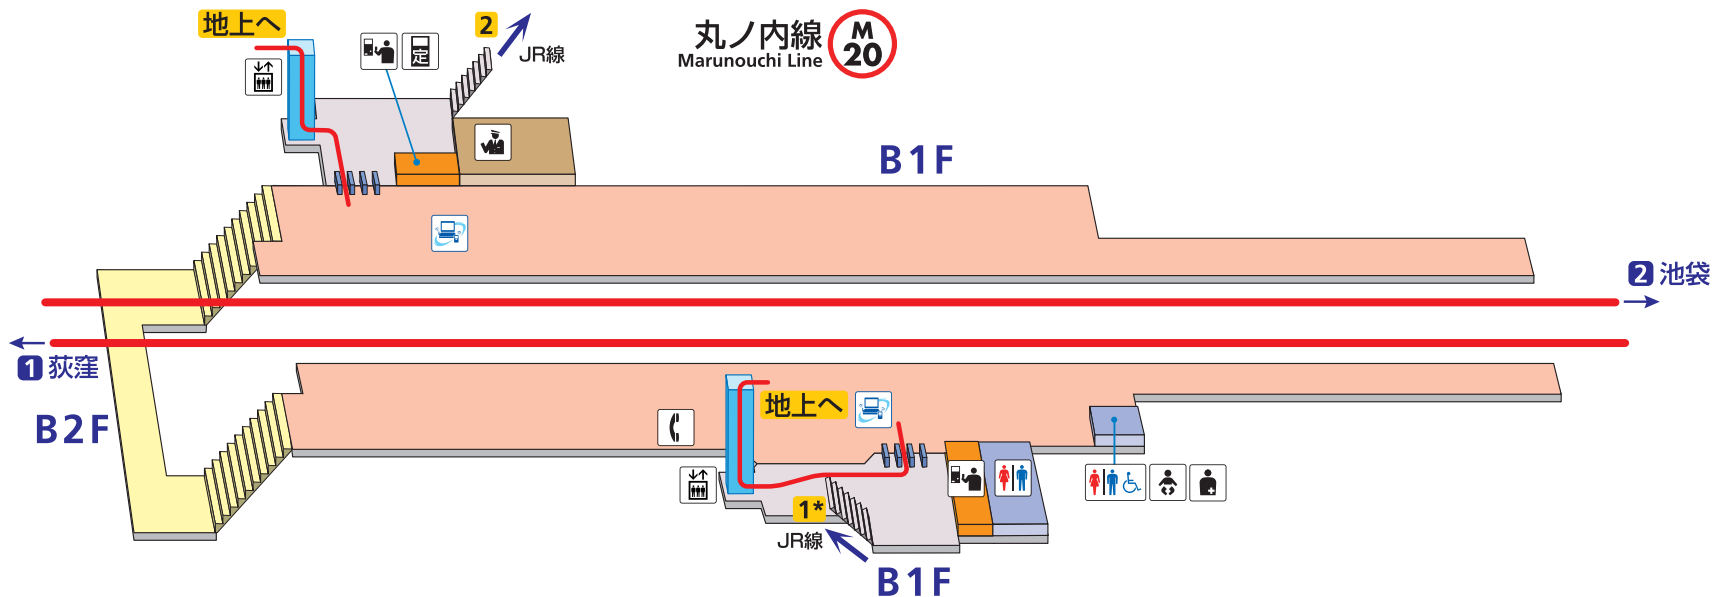 地上へ
2
JR線
定
丸ノ内線
Marunouchi Line
M
20
B1F
2 池袋
1 荻窪
B2F
地上へ
1*
JR線
B1F